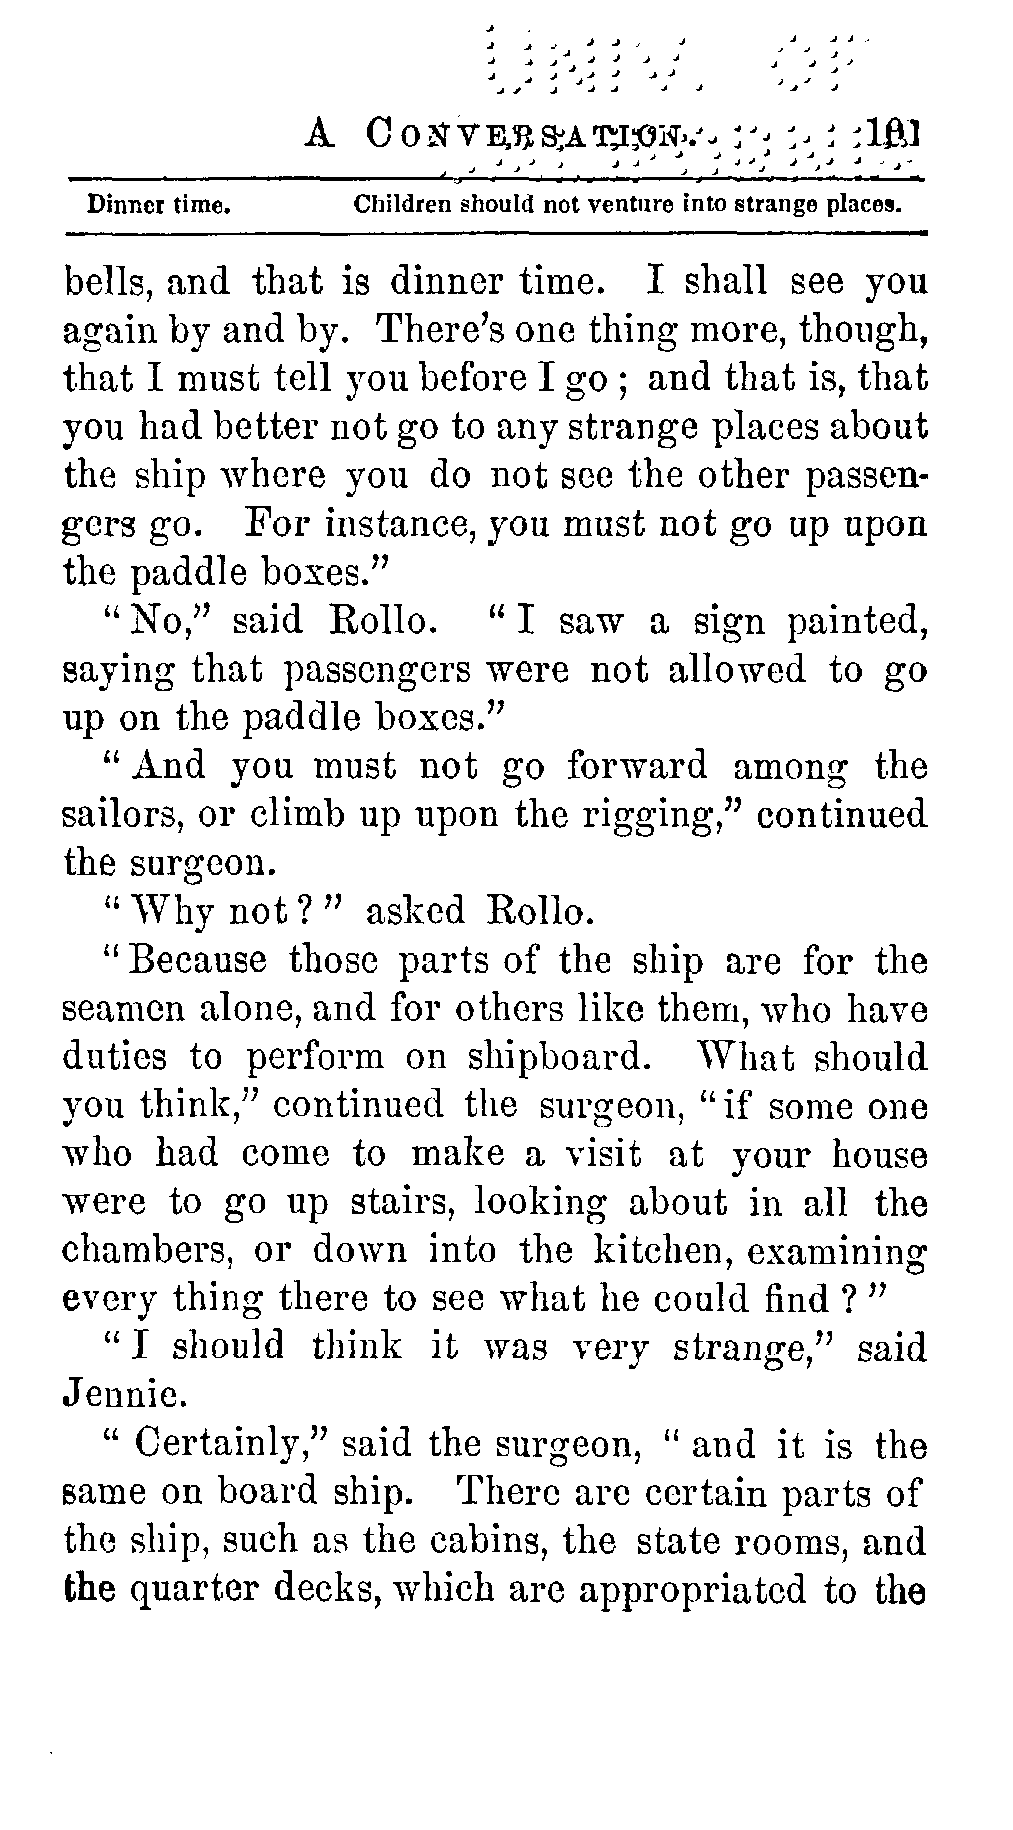 UNIV. OF
A CONVERSATION. 101
Dinner time. Children should not venture into strange places.
bells, and that is dinner time. I shall see you
again by and by. There's one thing more, though,
that I must tell you before I go ; and that is, that
you had better not go to any strange places about
the ship where you do not see the other passen-
gers go. For instance, you must not go up upon
the paddle boxes."
" No," said Rollo. " I saw a sign painted,
saying that passengers were not allowed to go
up on the paddle boxes."
" And you must not go forward among the
sailors, or climb up upon the rigging," continued
the surgeon.
" Why not ? " asked Rollo.
" Because those parts of the ship are for the
seamen alone, and for others like them, who have
duties to perform on shipboard. What should
you think," continued the surgeon, " if some one
who had come to make a visit at your house
were to go up stairs, looking about in all the
chambers, or down into the kitchen, examining
every thing there to see what he could find ? "
" I should think it was very strange," said
Jennie.
" Certainly," said the surgeon, " and it is the
same on board ship. There are certain parts of
the ship, such as the cabins, the state rooms, and
the quarter decks, which are appropriated to the